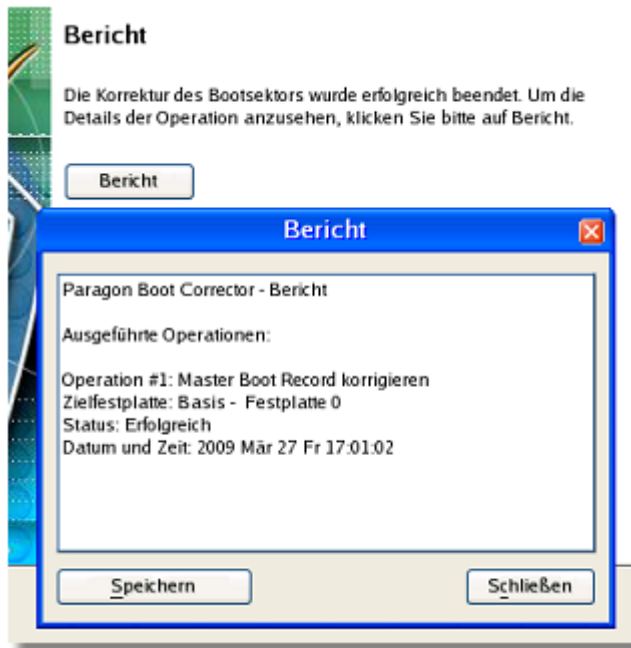 Bericht
Die Korrektur des Bootsektors wurde erfolgreich beendet. Um die
Details der Operation anzusehen, klicken Sie bitte auf Bericht.
Bericht
Bericht
Paragon Boot Corrector - Bericht
Ausgeführte Operationen:
Operation #1: Master Boot Record korrigieren
Zielfestplatte: Basis - Festplatte 0
Status: Erfolgreich
Datum und Zeit: 2009 Mär 27 Fr 17:01:02
Speichern
Schließen